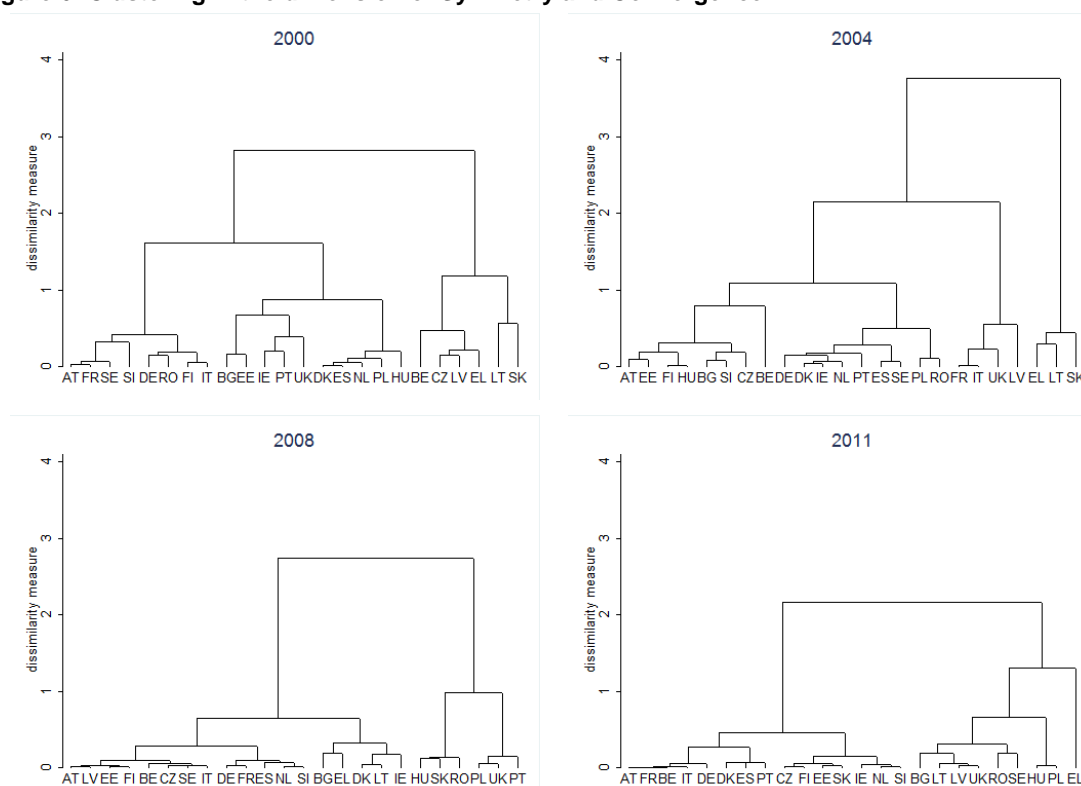 2000
2004
dissimilarity measure
0 1 2 3 4
AT FR SE SI DE RO FI IT BG EE IE PT UK DK ES NL PL HU BE CZ LV EL LT SK
dissimilarity measure
0 1 2 3 4
AT EE FI HU BG SI CZ BE DE DK IE NL PT ES SE PL RO FR IT UK LV EL LT SK
2008
2011
dissimilarity measure
0 1 2 3 4
AT LV EE FI BE CZ SE IT DE FR ES NL SI BG EL DK LT IE HU SK RO PL UK PT
dissimilarity measure
0 1 2 3 4
AT FR BE IT DE DK ES PT CZ FI EE SK IE NL SI BG LT LV UK RO SE HU PL EL